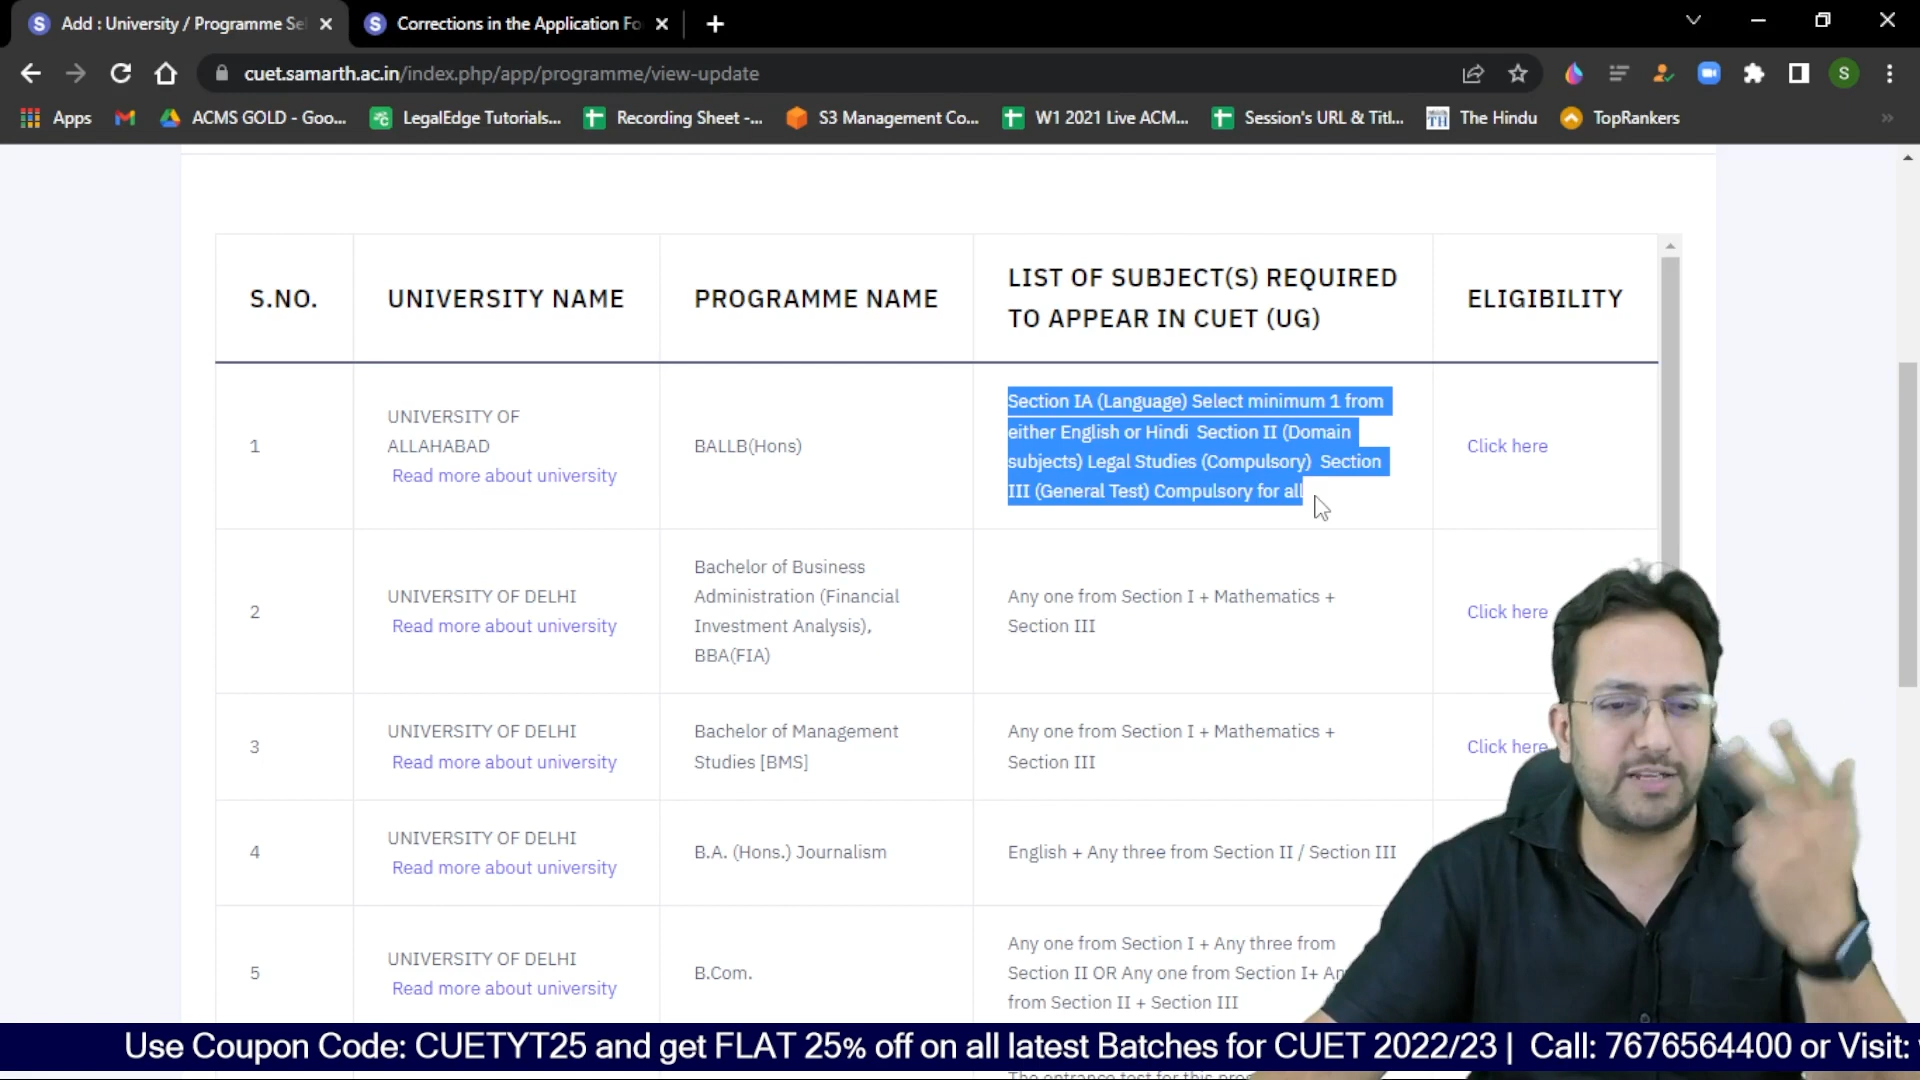 Add : University / Programme Se
Corrections in the Application Fo
cuet.samarth.ac.in/index.php/app/programme/view-update
S
Apps
ACMS GOLD - Goo...
LegalEdge Tutorials...
Recording Sheet -...
S3 Management Co...
W1 2021 Live ACM...
Session's URL & Titl...
The Hindu
TopRankers
S.NO.
UNIVERSITY NAME
PROGRAMME NAME
LIST OF SUBJECT(S) REQUIRED
TO APPEAR IN CUET (UG)
ELIGIBILITY
1
UNIVERSITY OF
ALLAHABAD
Read more about university
BALLB(Hons)
Section IA (Language) Select minimum 1 from
either English or Hindi Section II (Domain
subjects) Legal Studies (Compulsory) Section
III (General Test) Compulsory for all
Click here
2
UNIVERSITY OF DELHI
Read more about university
Bachelor of Business
Administration (Financial
Investment Analysis),
BBA(FIA)
Any one from Section I + Mathematics +
Section III
Click here
3
UNIVERSITY OF DELHI
Read more about university
Bachelor of Management
Studies [BMS]
Any one from Section I + Mathematics +
Section III
Click here
4
UNIVERSITY OF DELHI
Read more about university
B.A. (Hons.) Journalism
English + Any three from Section II / Section III
5
UNIVERSITY OF DELHI
Read more about university
B.Com.
Any one from Section I + Any three from
Section II OR Any one from Section I+ An
from Section II + Section III
Use Coupon Code: CUETYT25 and get FLAT 25% off on all latest Batches for CUET 2022/23 | Call: 7676564400 or Visit: